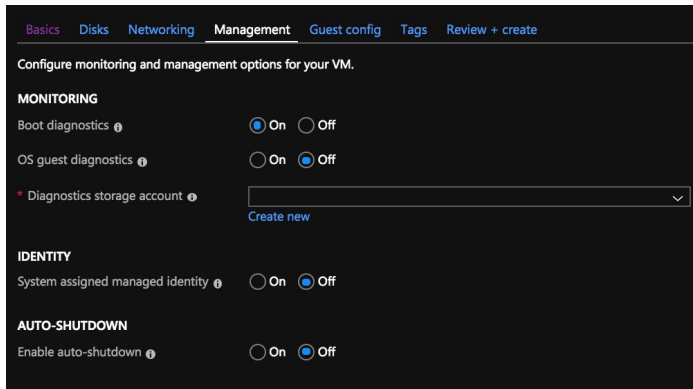 Basics Disks Networking Management Guest config Tags Review + create
Configure monitoring and management options for your VM.
MONITORING
Boot diagnostics On Off
OS guest diagnostics On Off
* Diagnostics storage account
Create new
IDENTITY
System assigned managed identity On Off
AUTO-SHUTDOWN
Enable auto-shutdown On Off